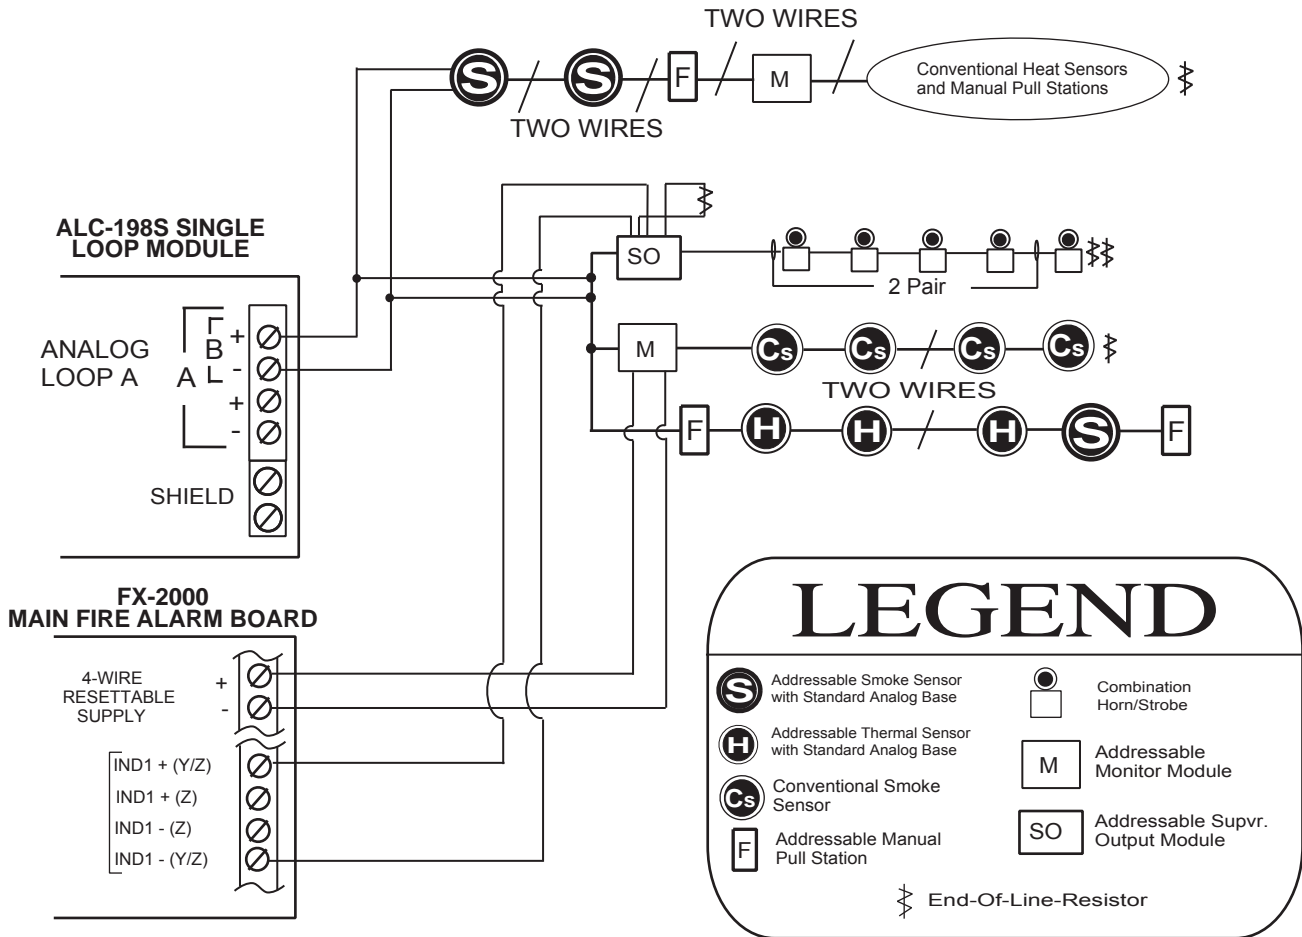 TWO WIRES
S
S
F
M
Conventional Heat Sensors
and Manual Pull Stations
TWO WIRES
ALC-198S SINGLE
LOOP MODULE
SO
2 Pair
ANALOG
LOOP A
A
B
+
-
+
-
SHIELD
M
Cs
Cs
Cs
Cs
TWO WIRES
F
H
H
H
S
F
FX-2000
MAIN FIRE ALARM BOARD
4-WIRE
RESETTABLE
SUPPLY
+
-
IND1 + (Y/Z)
IND1 + (Z)
IND1 - (Z)
IND1 - (Y/Z)
LEGEND
S
Addressable Smoke Sensor
with Standard Analog Base
H
Addressable Thermal Sensor
with Standard Analog Base
Cs
Conventional Smoke
Sensor
F
Addressable Manual
Pull Station
Combination
Horn/Strobe
M
Addressable
Monitor Module
SO
Addressable Supvr.
Output Module
End-Of-Line-Resistor